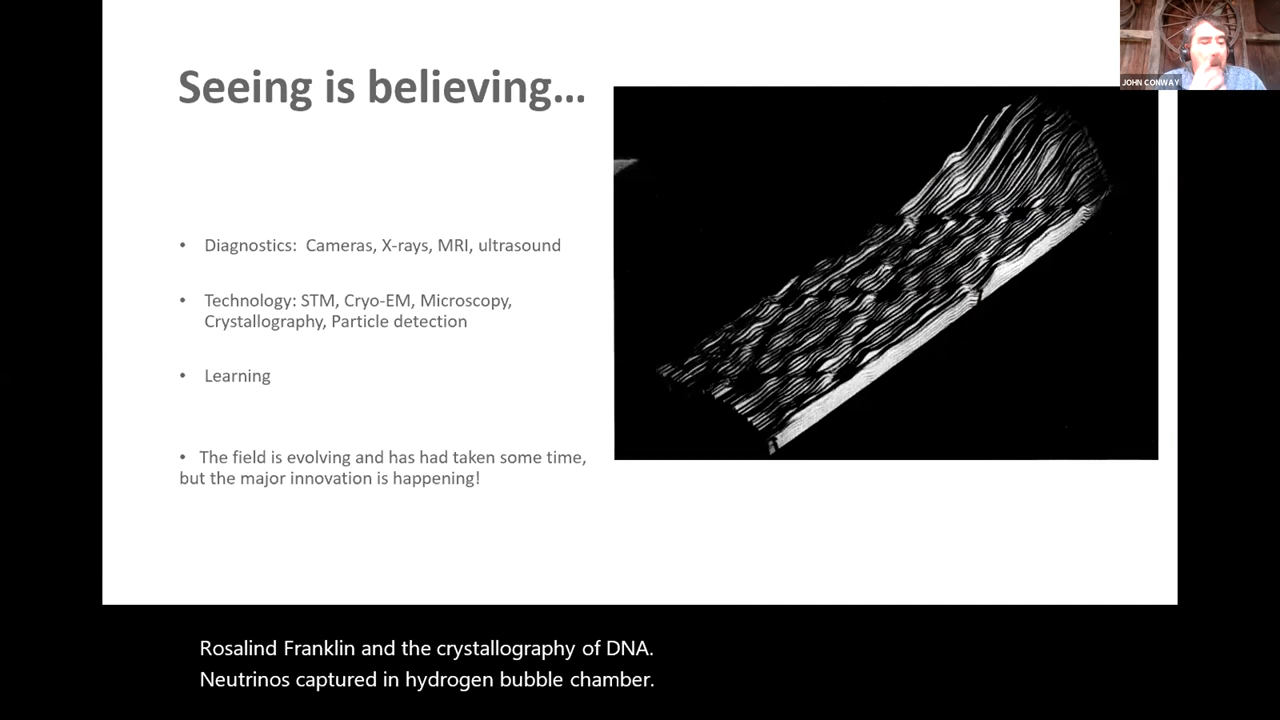 JOHN CONWAY
Seeing is believing...
• Diagnostics: Cameras, X-rays, MRI, ultrasound
• Technology: STM, Cryo-EM, Microscopy,
Crystallography, Particle detection
• Learning
• The field is evolving and has had taken some time,
but the major innovation is happening!
Rosalind Franklin and the crystallography of DNA.
Neutrinos captured in hydrogen bubble chamber.